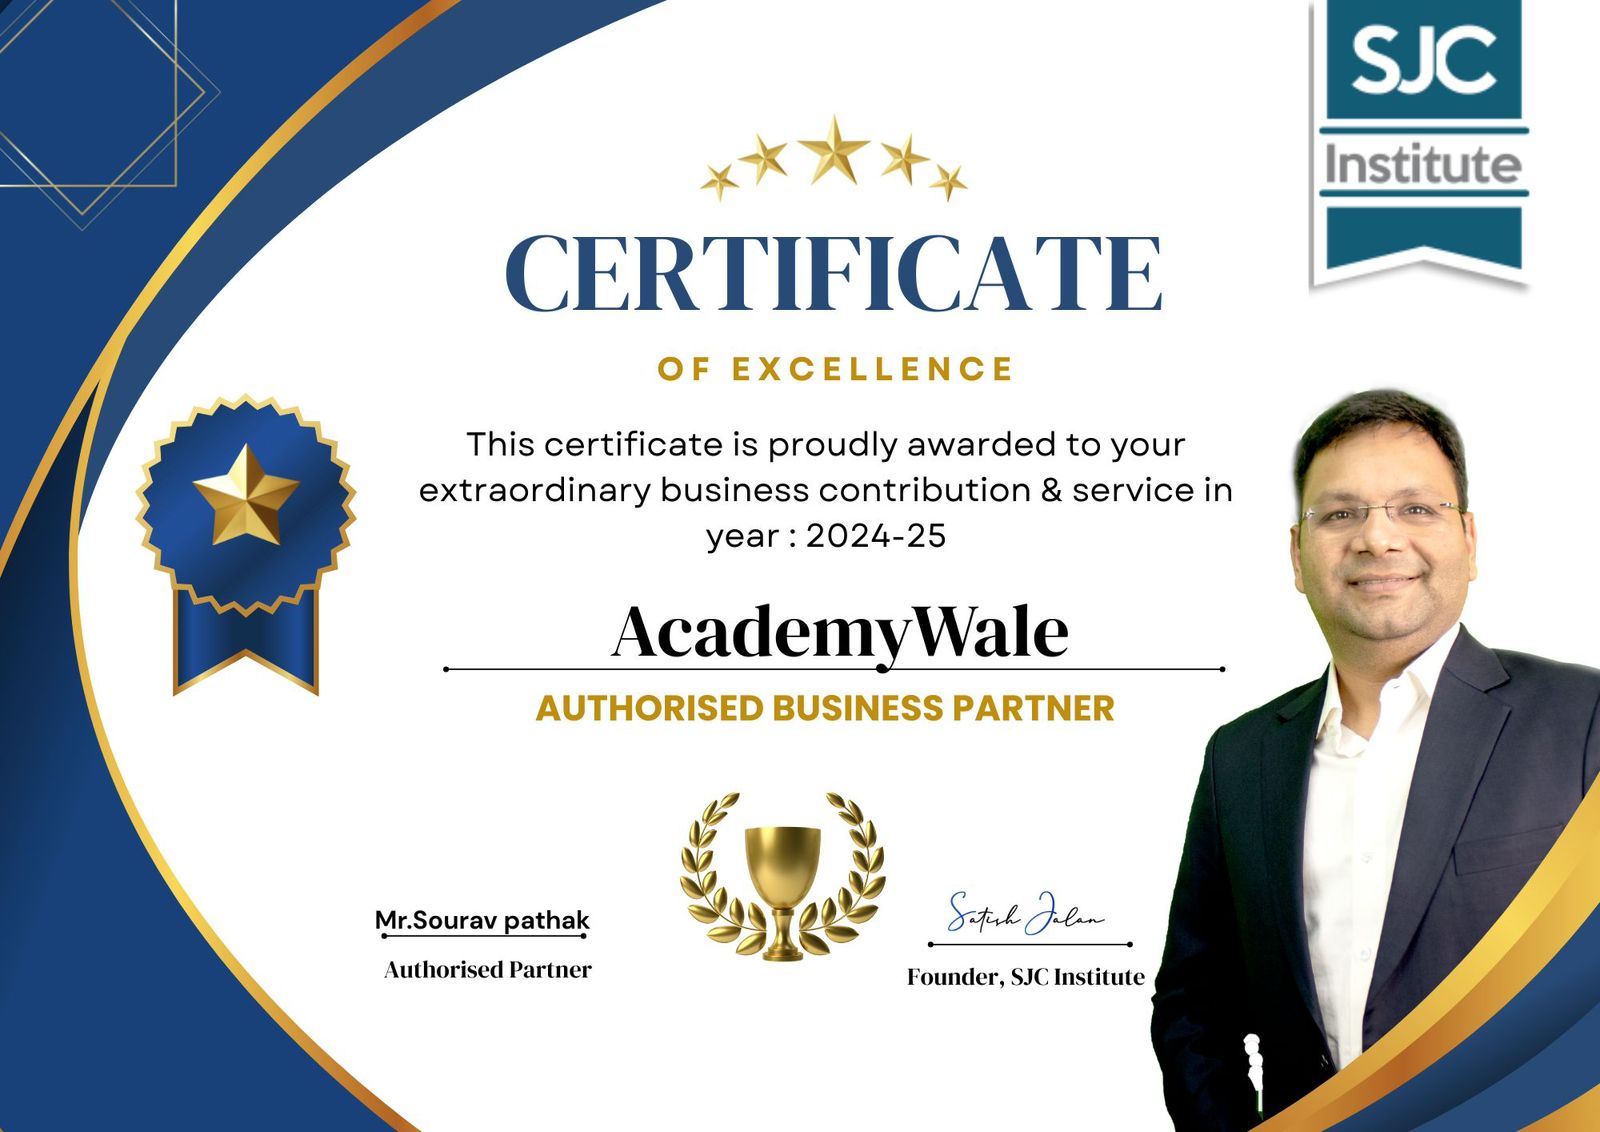 SJC
Institute
CERTIFICATE
OF EXCELLENCE
This certificate is proudly awarded to your
extraordinary business contribution & service in
year : 2024-25
AcademyWale
AUTHORISED BUSINESS PARTNER
Mr.Sourav pathak
Authorised Partner
Satish Jalan
Founder, SJC Institute